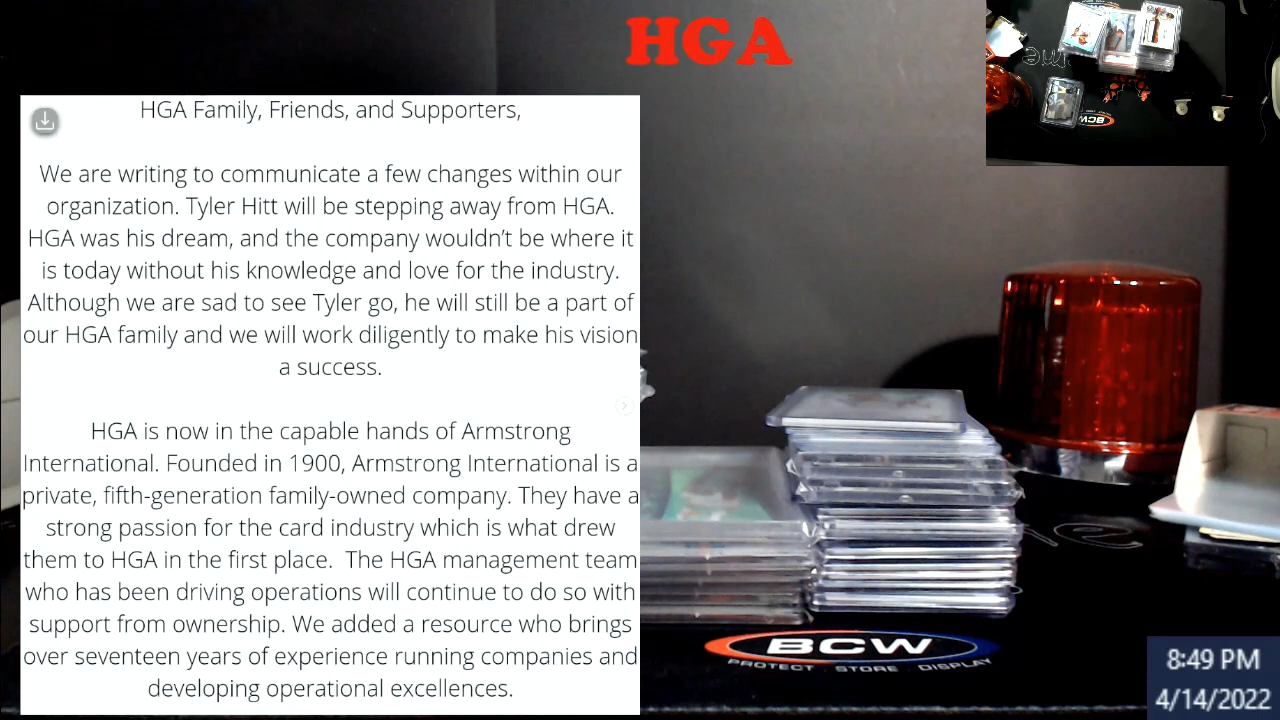 HGA
HGA Family, Friends, and Supporters,
We are writing to communicate a few changes within our
organization. Tyler Hitt will be stepping away from HGA.
HGA was his dream, and the company wouldn't be where it
is today without his knowledge and love for the industry.
Although we are sad to see Tyler go, he will still be a part of
our HGA family and we will work diligently to make his vision
a success.
HGA is now in the capable hands of Armstrong
International. Founded in 1900, Armstrong International is a
private, fifth-generation family-owned company. They have a
strong passion for the card industry which is what drew
them to HGA in the first place. The HGA management team
who has been driving operations will continue to do so with
support from ownership. We added a resource who brings
over seventeen years of experience running companies and
developing operational excellences.
BCW
PROTECT STORE DISPLAY
BCW
8:49 PM
4/14/2022